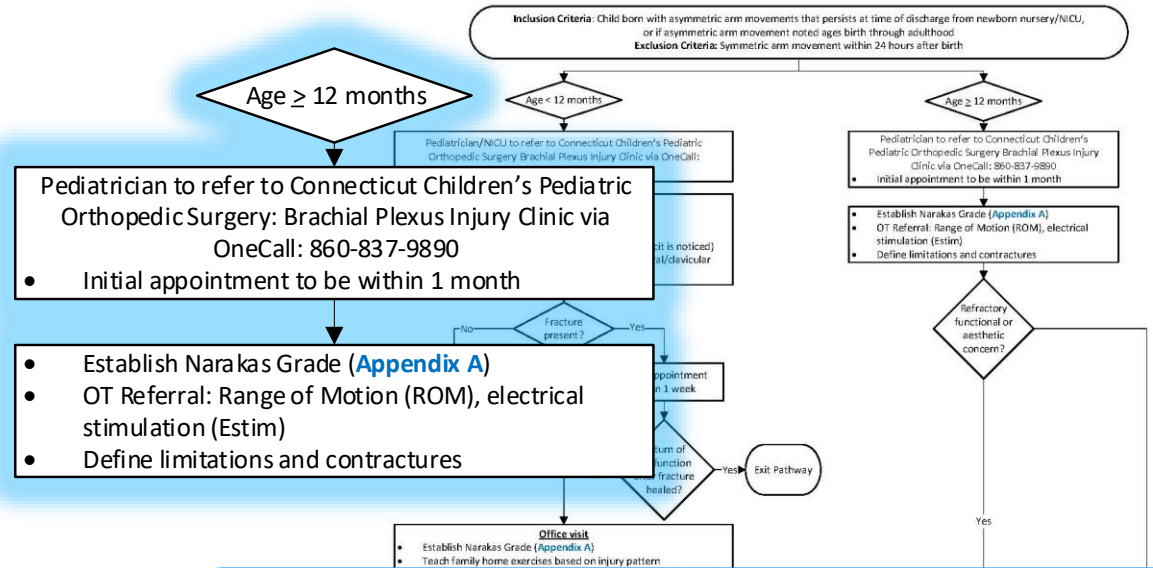 Inclusion Criteria: Child born with asymmetric arm movements that persists at time of discharge from newborn nursery/NICU,
or if asymmetric arm movement noted ages birth through adulthood
Exclusion Criteria: Symmetric arm movement within 24 hours after birth
Age ≥ 12 months
Pediatrician to refer to Connecticut Children's Pediatric
Orthopedic Surgery: Brachial Plexus Injury Clinic via
OneCall: 860-837-9890
• Initial appointment to be within 1 month
• Establish Narakas Grade (Appendix A)
• OT Referral: Range of Motion (ROM), electrical
stimulation (Estim)
• Define limitations and contractures
Age < 12 months
Pediatrician/NICU to refer to Connecticut Children's Pediatric
Orthopedic Surgery Brachial Plexus Injury Clinic via OneCall:
cit is noticed)
al/clavicular
Fracture
present?
No
Yes
ppointment
n 1 week
turn of
function
fracture
healed?
Yes
Exit Pathway
Office visit
• Establish Narakas Grade (Appendix A)
• Teach family home exercises based on injury pattern
Age ≥ 12 months
Pediatrician to refer to Connecticut Children's
Pediatric Orthopedic Surgery Brachial Plexus Injury
Clinic via OneCall: 860-837-9890
• Initial appointment to be within 1 month
• Establish Narakas Grade (Appendix A)
• OT Referral: Range of Motion (ROM), electrical
stimulation (Estim)
• Define limitations and contractures
Refractory
functional or
aesthetic
concern?
Yes